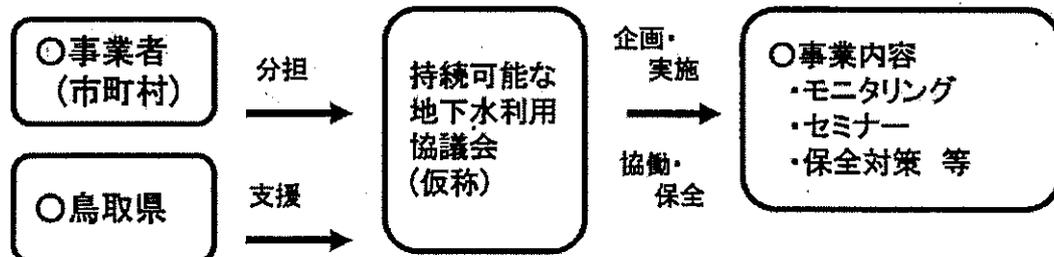 ○事業者
(市町村)
分担
○鳥取県
支援
持続可能な
地下水利用
協議会
(仮称)
企画・
実施
協働・
保全
○事業内容
・モニタリング
・セミナー
・保全対策 等